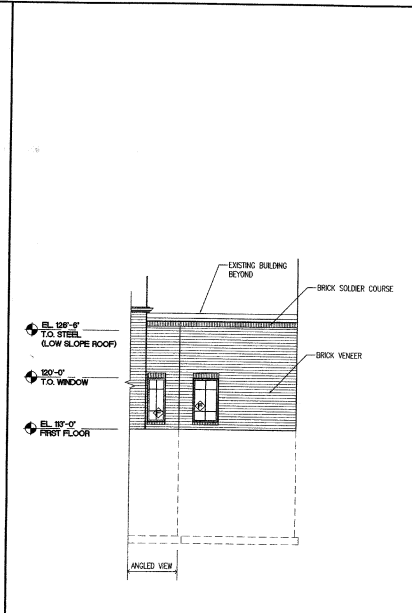 EXISTING BUILDING
BEYOND
BRICK SOLDIER COURSE
EL. 126'-6"
T.O. STEEL
(LOW SLOPE ROOF)
BRICK VENEER
120'-0"
T.O. WINDOW
F
F
EL. 113'-0"
FIRST FLOOR
ANGLED VIEW